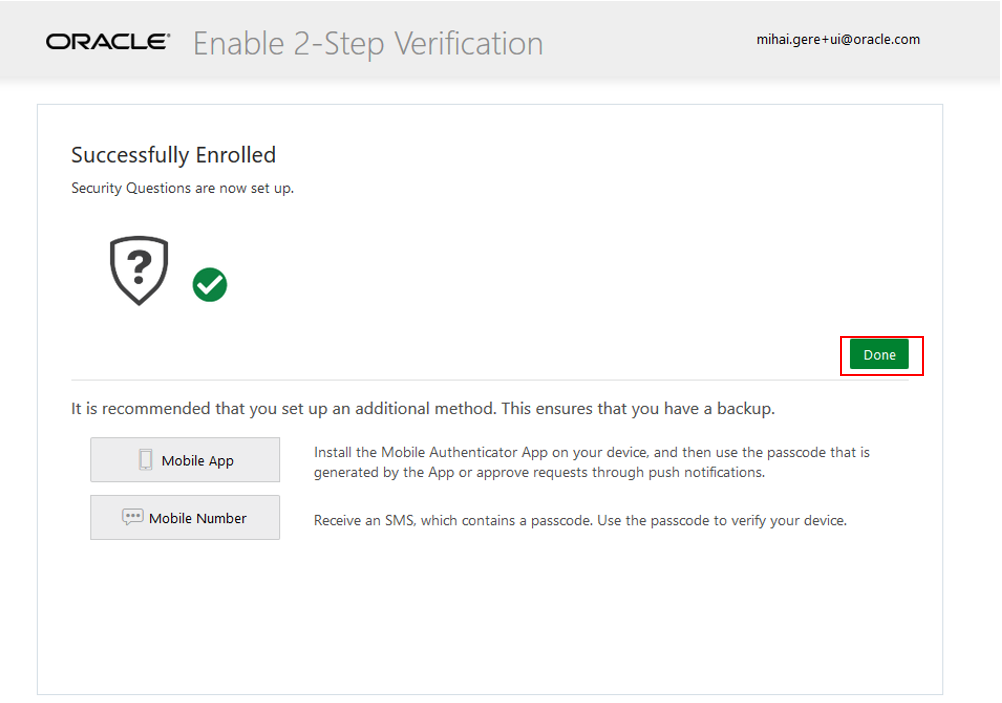 ORACLE® Enable 2-Step Verification mihai.gere+ui@oracle.com
Successfully Enrolled
Security Questions are now set up.
?
Done
It is recommended that you set up an additional method. This ensures that you have a backup.
Mobile App
Install the Mobile Authenticator App on your device, and then use the passcode that is
generated by the App or approve requests through push notifications.
Mobile Number
Receive an SMS, which contains a passcode. Use the passcode to verify your device.